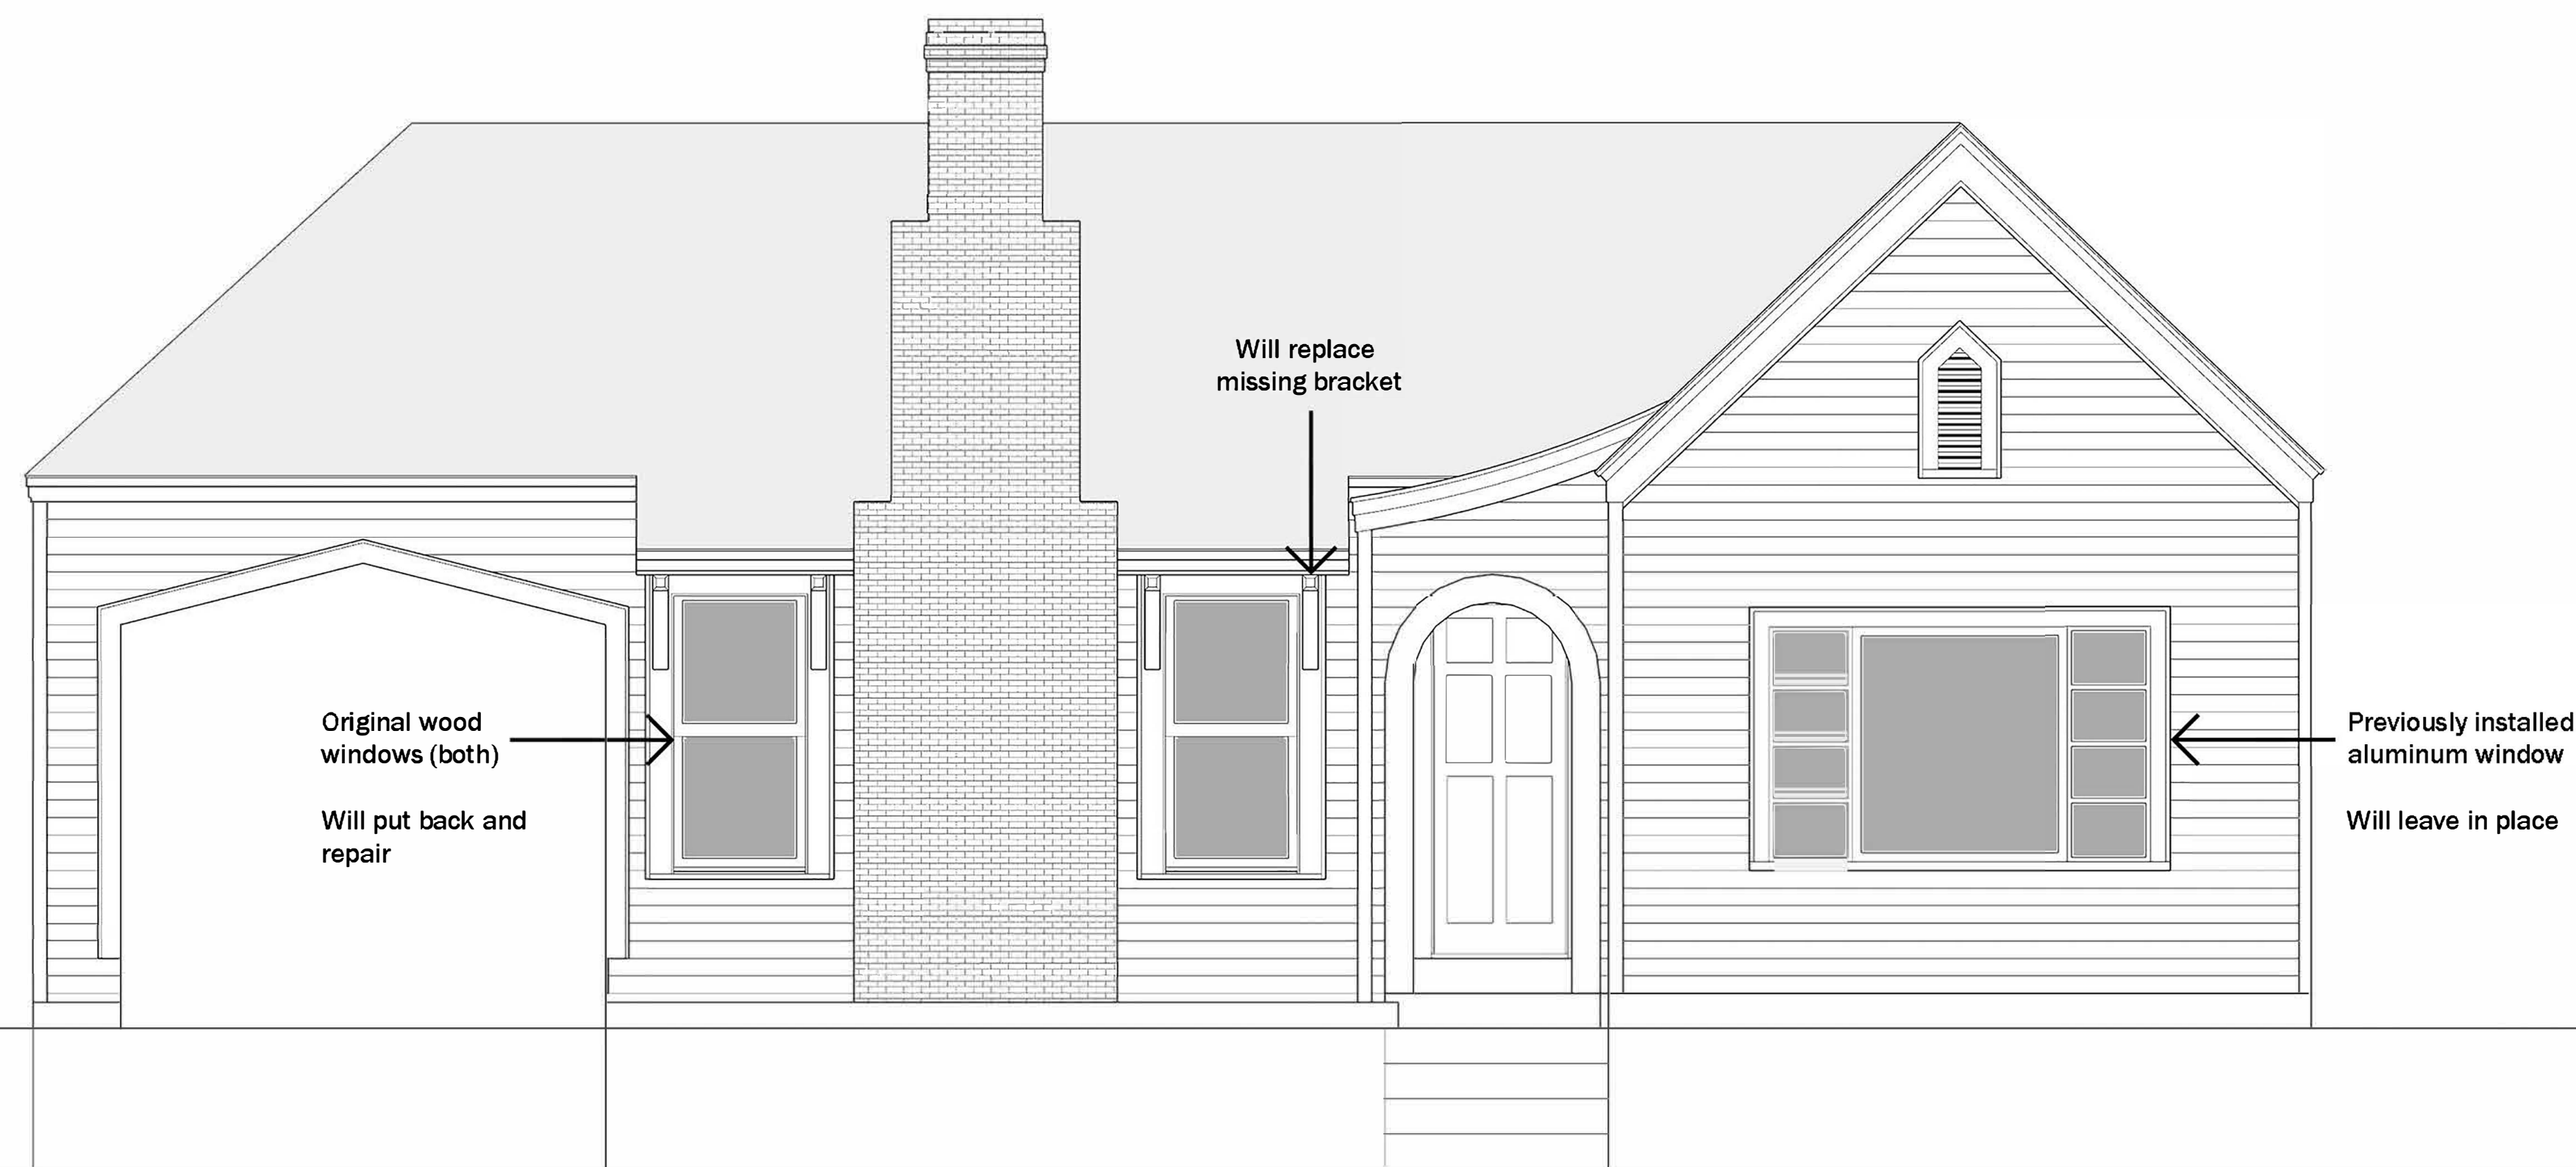 Will replace
missing bracket
Original wood
windows (both)
Will put back and
repair
Previously installed
aluminum window
Will leave in place